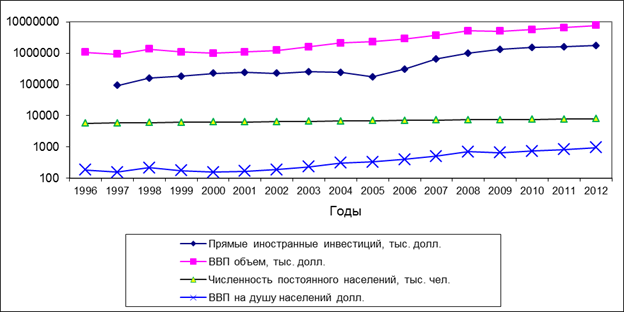 10000000
1000000
100000
10000
1000
100
1996 1997 1998 1999 2000 2001 2002 2003 2004 2005 2006 2007 2008 2009 2010 2011 2012
Годы
Прямые иностранные инвестиций, тыс. долл.
ВВП объем, тыс. долл.
Численность постоянного населений, тыс. чел.
ВВП на душу населений долл.